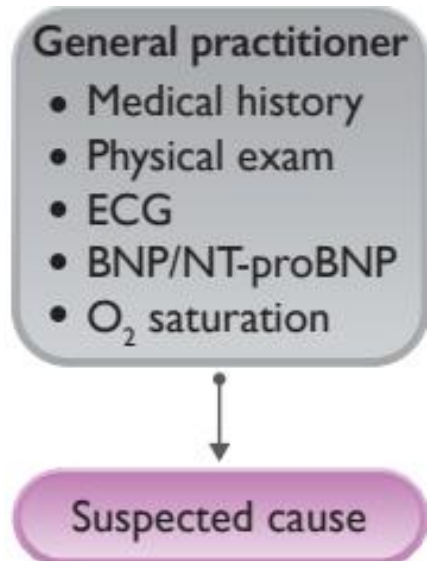 General practitioner
• Medical history
• Physical exam
• ECG
• BNP/NT-proBNP
• O₂ saturation
Suspected cause